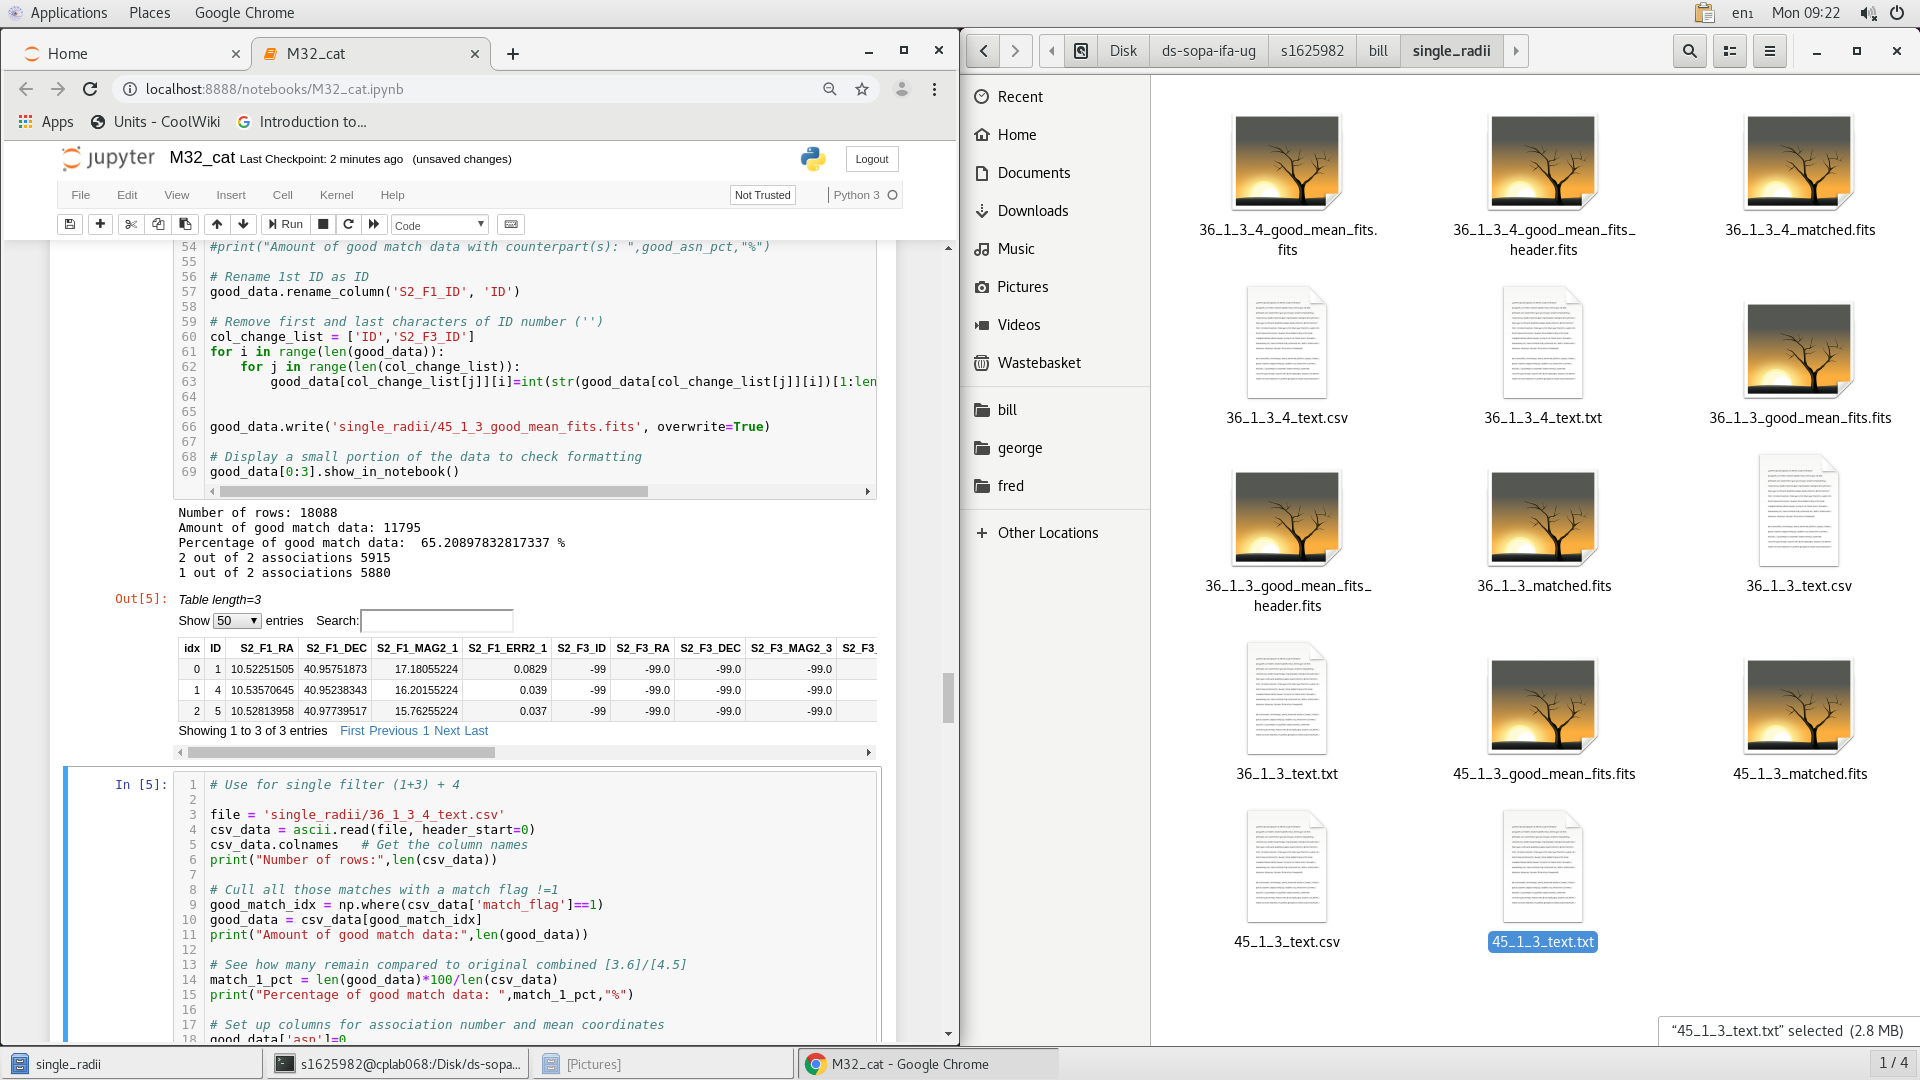 Applications Places Google Chrome en1 Mon 09:22
Home M32_cat
localhost:8888/notebooks/M32_cat.ipynb
Apps Units - CoolWiki Introduction to...
jupyter M32_cat Last Checkpoint: 2 minutes ago (unsaved changes) Logout
File Edit View Insert Cell Kernel Help Not Trusted Python 3
Run Code
54 #print("Amount of good match data with counterpart(s): ",good_asn_pct,"%")
55
56 # Rename 1st ID as ID
57 good_data.rename_column('S2_F1_ID', 'ID')
58
59 # Remove first and last characters of ID number ('')
60 col_change_list = ['ID','S2_F3_ID']
61 for i in range(len(good_data)):
62 for j in range(len(col_change_list)):
63 good_data[col_change_list[j]][i]=int(str(good_data[col_change_list[j]][i])[1:len
64
65
66 good_data.write('single_radii/45_1_3_good_mean_fits.fits', overwrite=True)
67
68 # Display a small portion of the data to check formatting
69 good_data[0:3].show_in_notebook()
Number of rows: 18088
Amount of good match data: 11795
Percentage of good match data:  65.20897832817337 %
2 out of 2 associations 5915
1 out of 2 associations 5880
Out[5]: Table length=3
Show 50 entries Search:
idx ID S2_F1_RA S2_F1_DEC S2_F1_MAG2_1 S2_F1_ERR2_1 S2_F3_ID S2_F3_RA S2_F3_DEC S2_F3_MAG2_3 S2_F3_
0 1 10.52251505 40.95751873 17.18055224 0.0829 -99 -99.0 -99.0 -99.0
1 4 10.53570645 40.95238343 16.20155224 0.039 -99 -99.0 -99.0 -99.0
2 5 10.52813958 40.97739517 15.76255224 0.037 -99 -99.0 -99.0 -99.0
Showing 1 to 3 of 3 entries First Previous 1 Next Last
In [5]: 1 # Use for single filter (1+3) + 4
2
3 file = 'single_radii/36_1_3_4_text.csv'
4 csv_data = ascii.read(file, header_start=0)
5 csv_data.colnames   # Get the column names
6 print("Number of rows:",len(csv_data))
7
8 # Cull all those matches with a match flag !=1
9 good_match_idx = np.where(csv_data['match_flag']==1)
10 good_data = csv_data[good_match_idx]
11 print("Amount of good match data:",len(good_data))
12
13 # See how many remain compared to original combined [3.6]/[4.5]
14 match_1_pct = len(good_data)*100/len(csv_data)
15 print("Percentage of good match data: ",match_1_pct,"%")
16
17 # Set up columns for association number and mean coordinates
18 good_data['asn']=0
Disk ds-sopa-ifa-ug s1625982 bill single_radii
Recent
Home
Documents
Downloads
Music
Pictures
Videos
Wastebasket
bill
george
fred
Other Locations
36_1_3_4_good_mean_fits.
fits
36_1_3_4_good_mean_fits_
header.fits
36_1_3_4_matched.fits
36_1_3_4_text.csv
36_1_3_4_text.txt
36_1_3_good_mean_fits.fits
36_1_3_good_mean_fits_
header.fits
36_1_3_matched.fits
36_1_3_text.csv
36_1_3_text.txt
45_1_3_good_mean_fits.fits
45_1_3_matched.fits
45_1_3_text.csv
45_1_3_text.txt
“45_1_3_text.txt” selected (2.8 MB)
single_radii s1625982@cplab068:/Disk/ds-sopa... [Pictures] M32_cat - Google Chrome 1 / 4